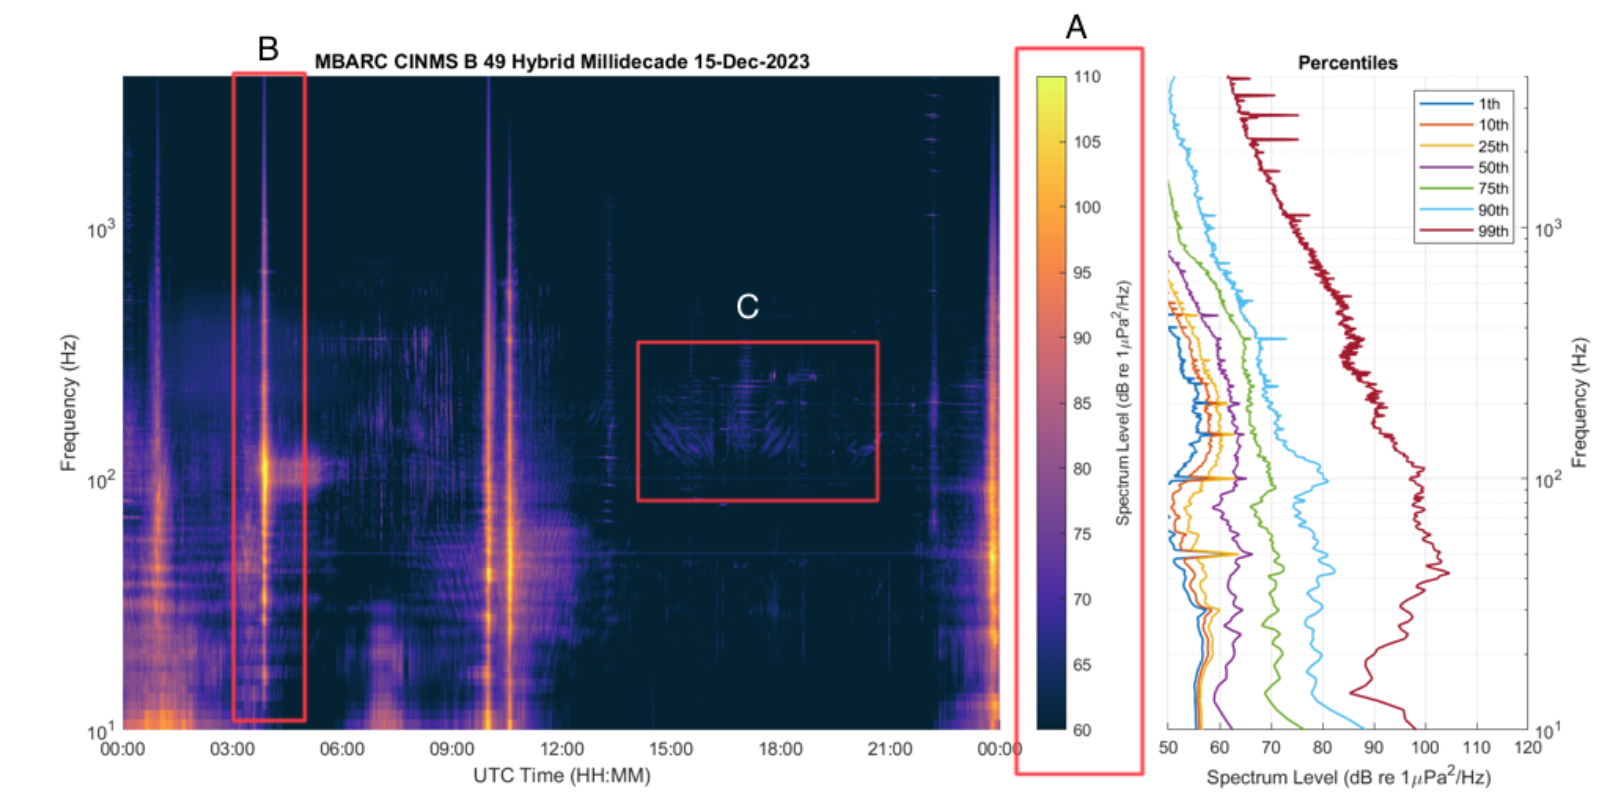 A
B
MBARC CINMS B 49 Hybrid Millidecade 15-Dec-2023
Percentiles
C
Frequency (Hz)
10³
10²
10¹
00:00 03:00 06:00 09:00 12:00 15:00 18:00 21:00 00:00
UTC Time (HH:MM)
110
105
100
95
90
85
80
75
70
65
60
Spectrum Level (dB re 1μPa²/Hz)
1th
10th
25th
50th
75th
90th
99th
10³
10²
10¹
Frequency (Hz)
50 60 70 80 90 100 110 120
Spectrum Level (dB re 1μPa²/Hz)